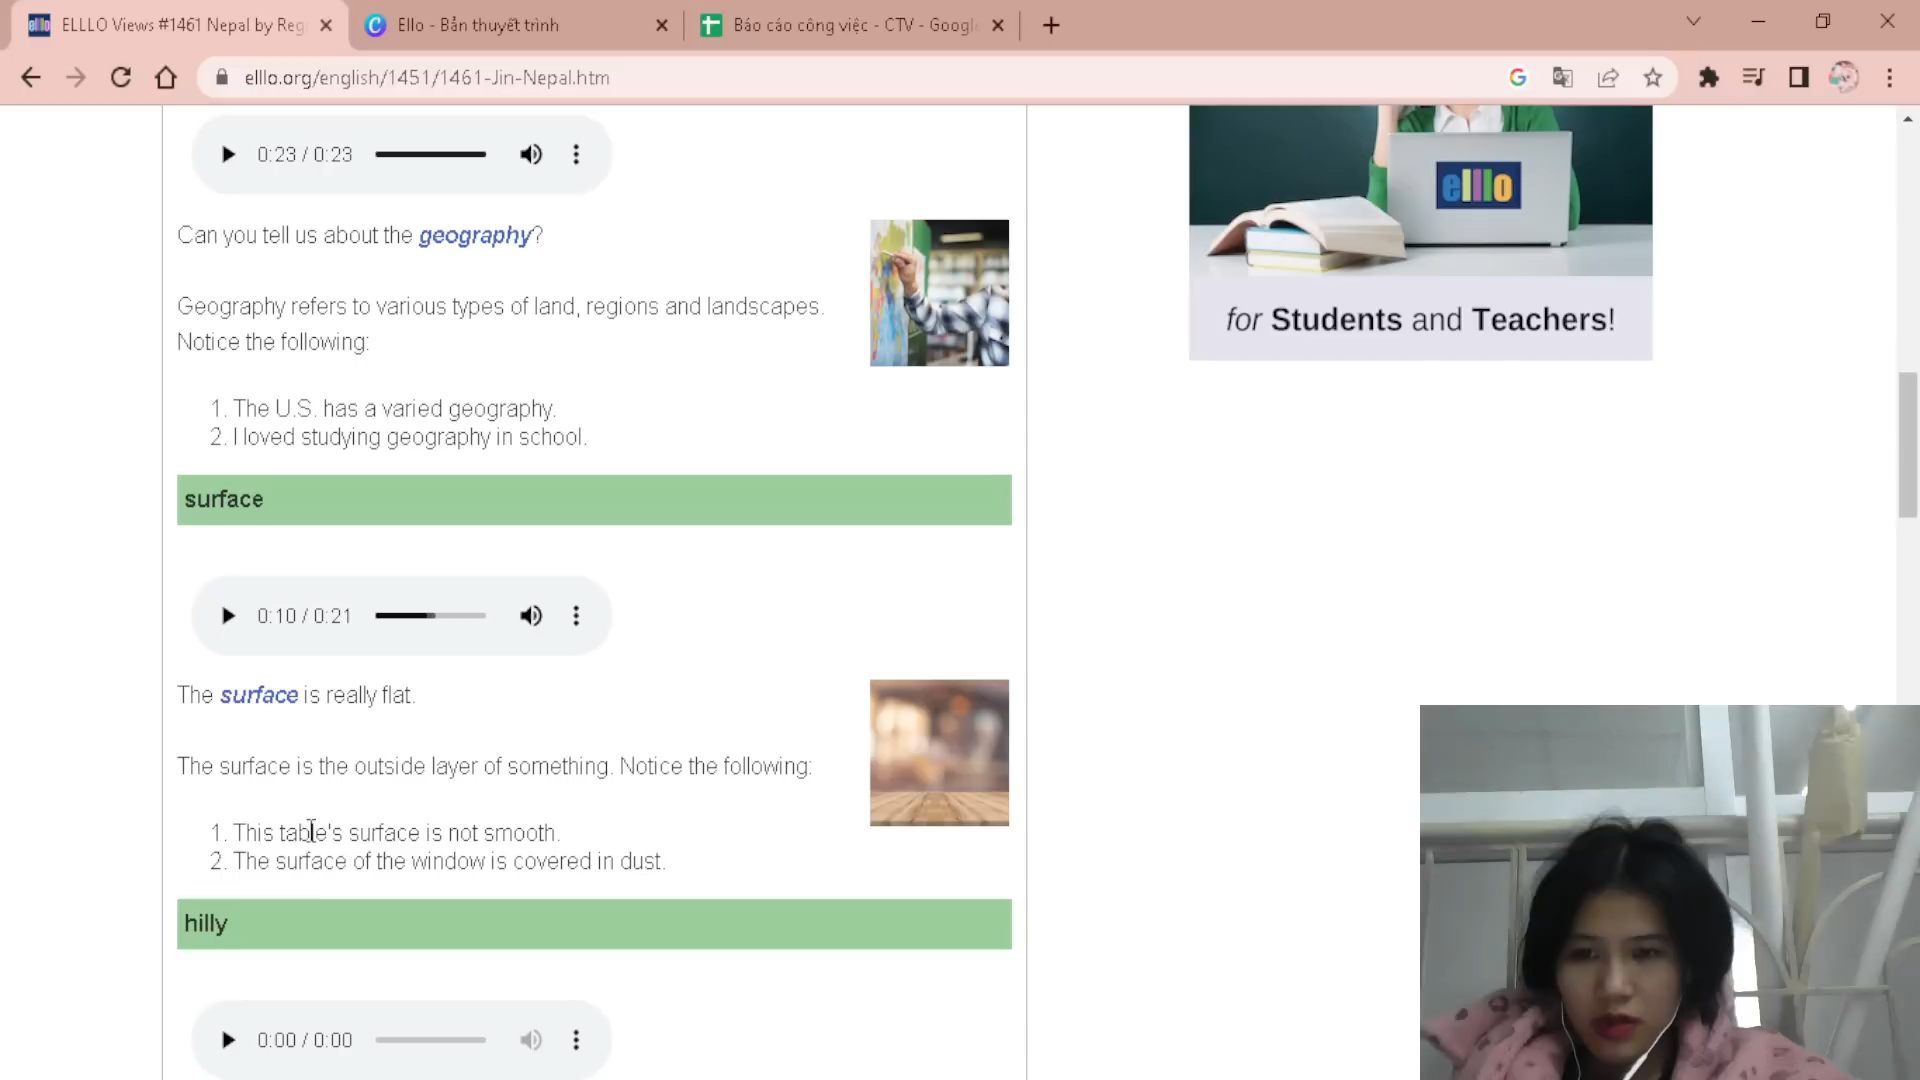 ELLLO Views #1461 Nepal by Reg
Ello - Bản thuyết trình
Báo cáo công việc - CTV - Google
elllo.org/english/1451/1461-Jin-Nepal.htm
0:23 / 0:23
Can you tell us about the geography?
Geography refers to various types of land, regions and landscapes.
Notice the following:
1. The U.S. has a varied geography.
2. I loved studying geography in school.
surface
0:10 / 0:21
The surface is really flat.
The surface is the outside layer of something. Notice the following:
1. This table's surface is not smooth.
2. The surface of the window is covered in dust.
hilly
0:00 / 0:00
elllo
for Students and Teachers!